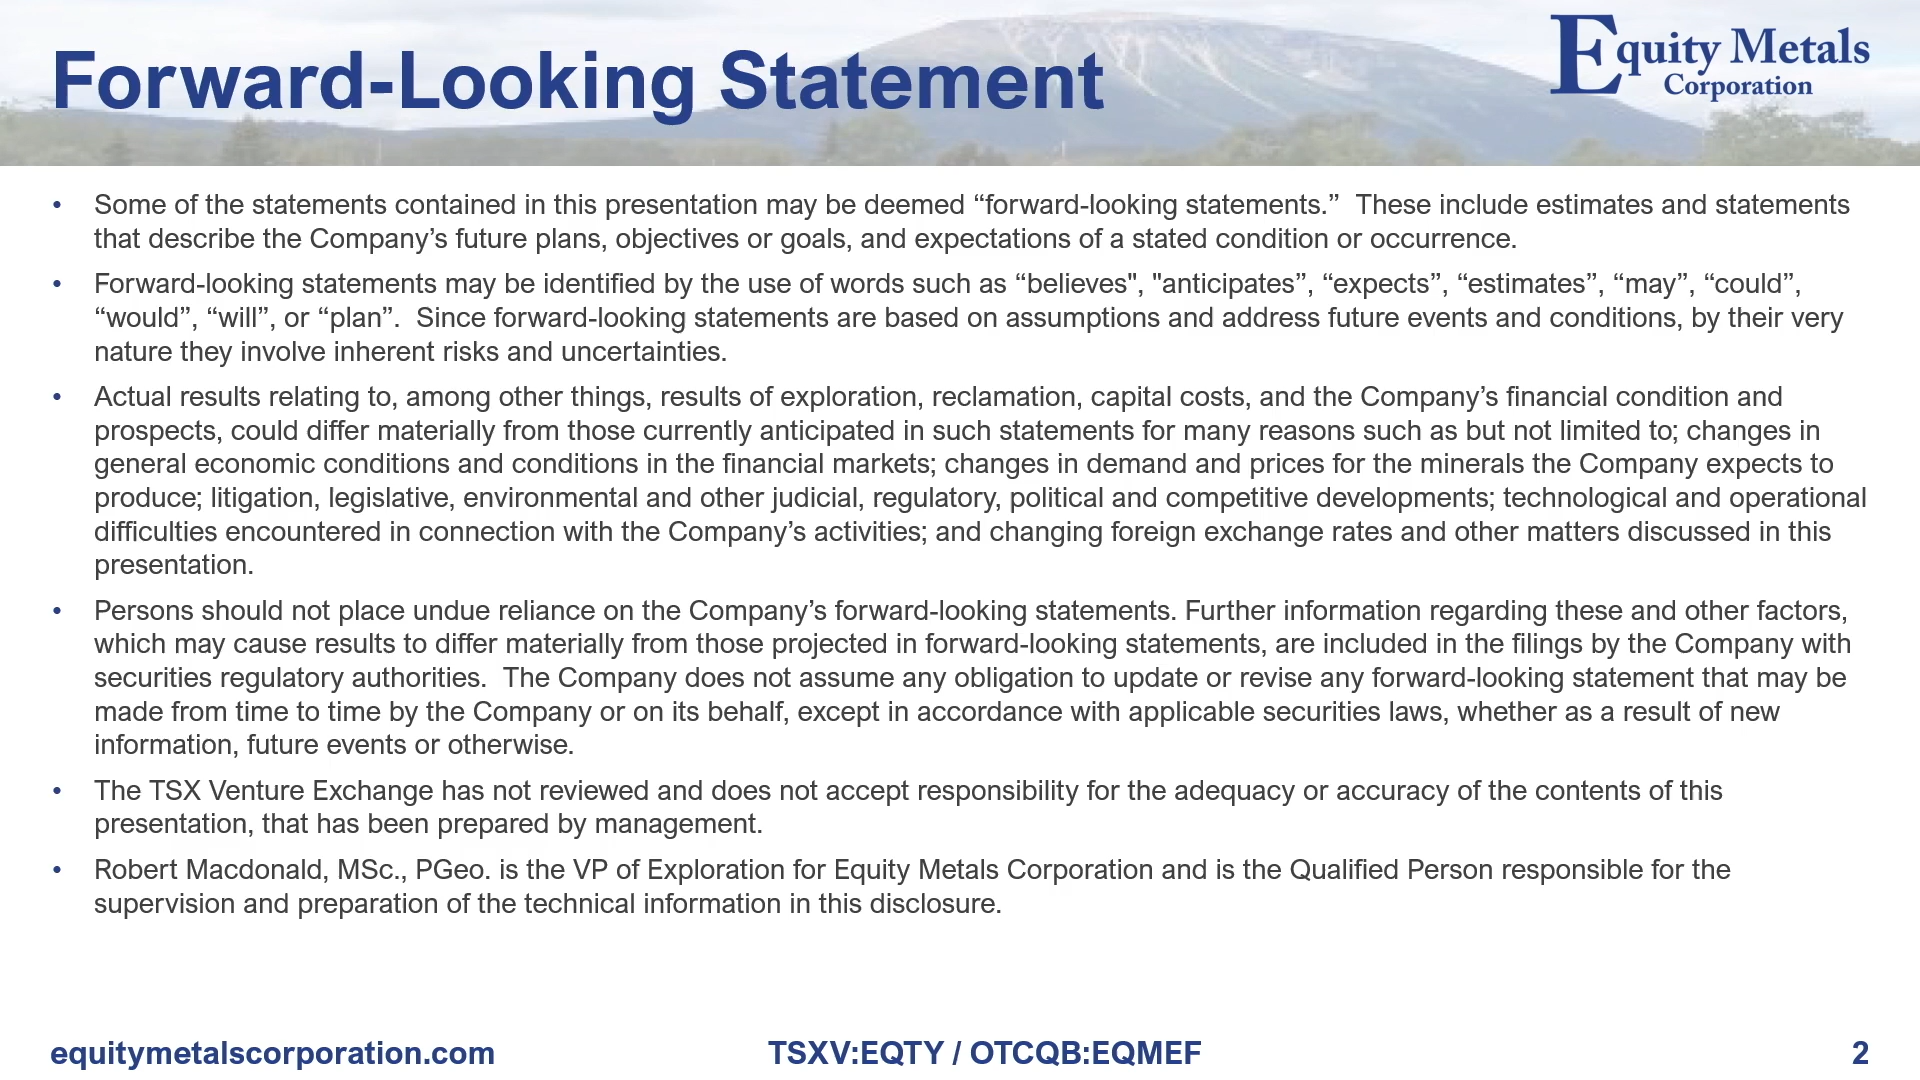 Forward-Looking Statement
Equity Metals
Corporation
• Some of the statements contained in this presentation may be deemed “forward-looking statements.”  These include estimates and statements
that describe the Company’s future plans, objectives or goals, and expectations of a stated condition or occurrence.
• Forward-looking statements may be identified by the use of words such as “believes", "anticipates”, “expects”, “estimates”, “may”, “could”,
“would”, “will”, or “plan”.  Since forward-looking statements are based on assumptions and address future events and conditions, by their very
nature they involve inherent risks and uncertainties.
• Actual results relating to, among other things, results of exploration, reclamation, capital costs, and the Company’s financial condition and
prospects, could differ materially from those currently anticipated in such statements for many reasons such as but not limited to; changes in
general economic conditions and conditions in the financial markets; changes in demand and prices for the minerals the Company expects to
produce; litigation, legislative, environmental and other judicial, regulatory, political and competitive developments; technological and operational
difficulties encountered in connection with the Company’s activities; and changing foreign exchange rates and other matters discussed in this
presentation.
• Persons should not place undue reliance on the Company’s forward-looking statements. Further information regarding these and other factors,
which may cause results to differ materially from those projected in forward-looking statements, are included in the filings by the Company with
securities regulatory authorities.  The Company does not assume any obligation to update or revise any forward-looking statement that may be
made from time to time by the Company or on its behalf, except in accordance with applicable securities laws, whether as a result of new
information, future events or otherwise.
• The TSX Venture Exchange has not reviewed and does not accept responsibility for the adequacy or accuracy of the contents of this
presentation, that has been prepared by management.
• Robert Macdonald, MSc., PGeo. is the VP of Exploration for Equity Metals Corporation and is the Qualified Person responsible for the
supervision and preparation of the technical information in this disclosure.
equitymetalscorporation.com
TSXV:EQTY / OTCQB:EQMEF
2